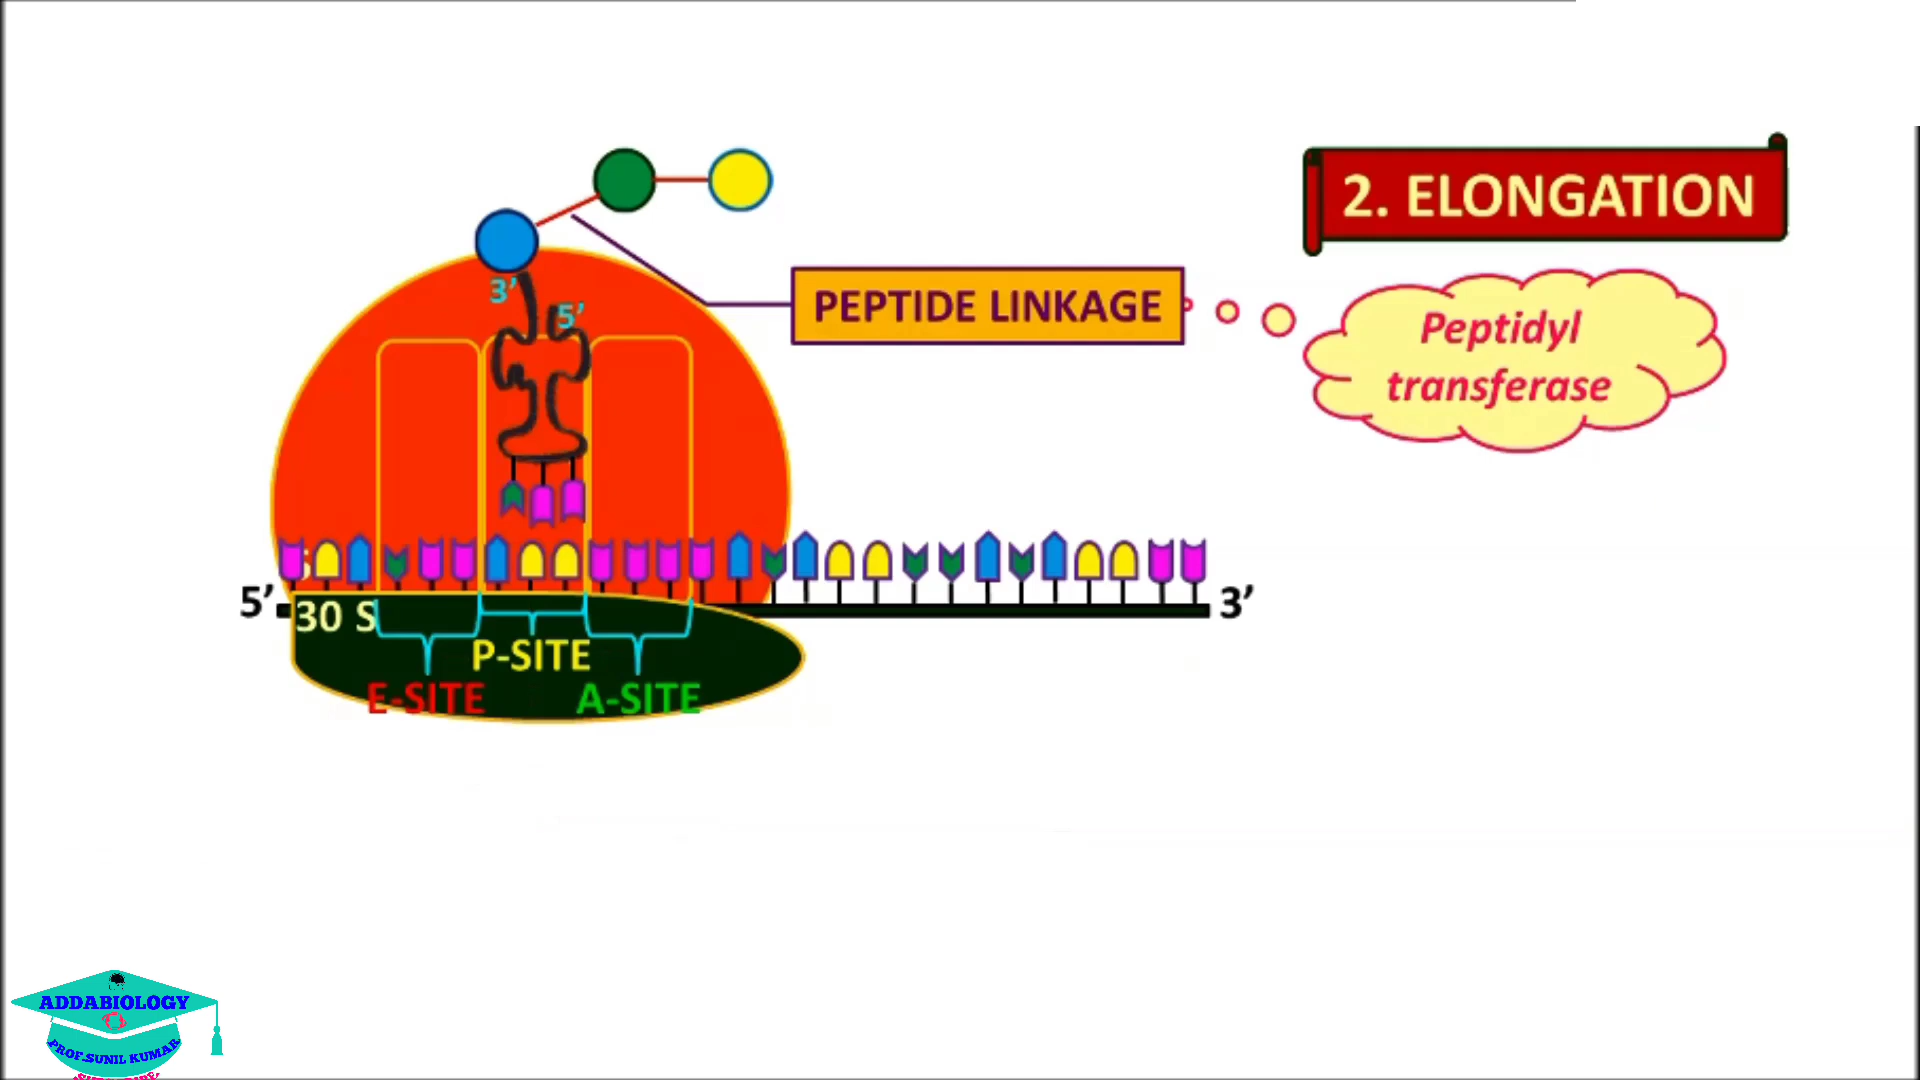 2. ELONGATION
3’
5’
PEPTIDE LINKAGE
Peptidyl
transferase
5’
3’
30 S
P-SITE
E-SITE
A-SITE
ADDABIOLOGY
PROF.SUNIL KUMAR